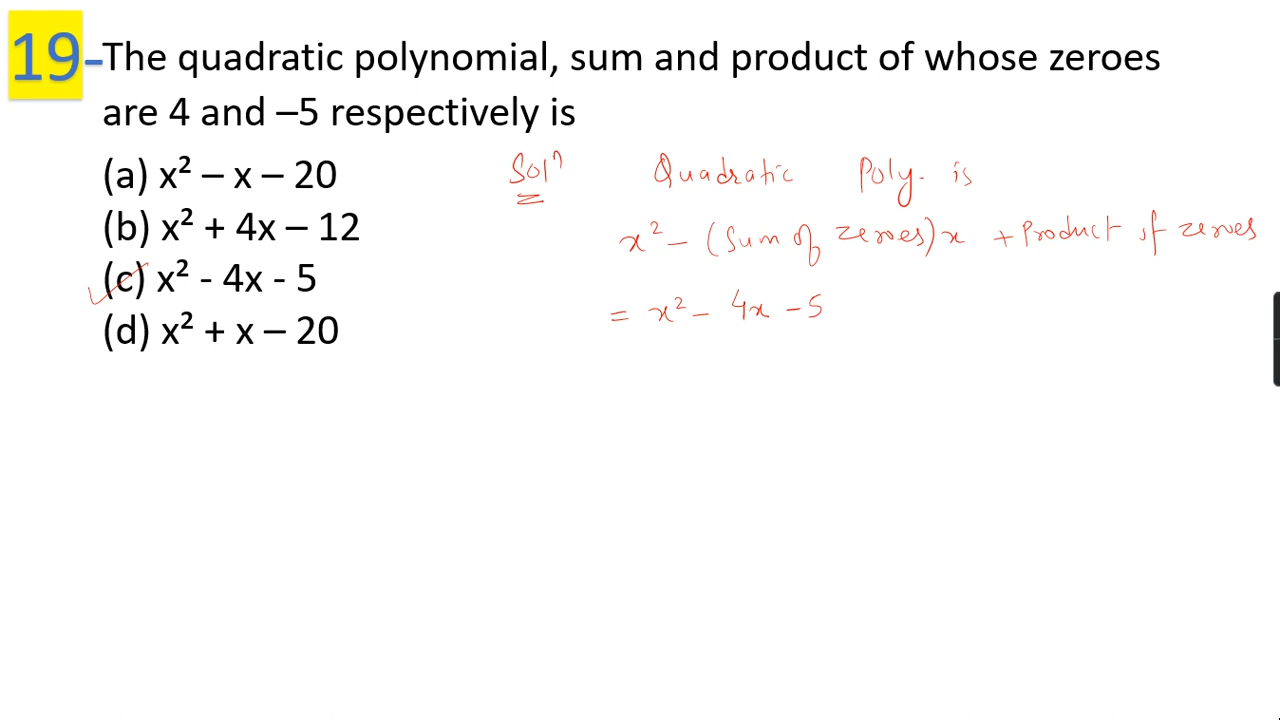 19- The quadratic polynomial, sum and product of whose zeroes
are 4 and –5 respectively is
(a) x² – x – 20
(b) x² + 4x – 12
(c) x² - 4x - 5
(d) x² + x – 20
Solⁿ Quadratic Poly. is
x² – (Sum of zeroes)x + Product of zeroes
= x² – 4x – 5